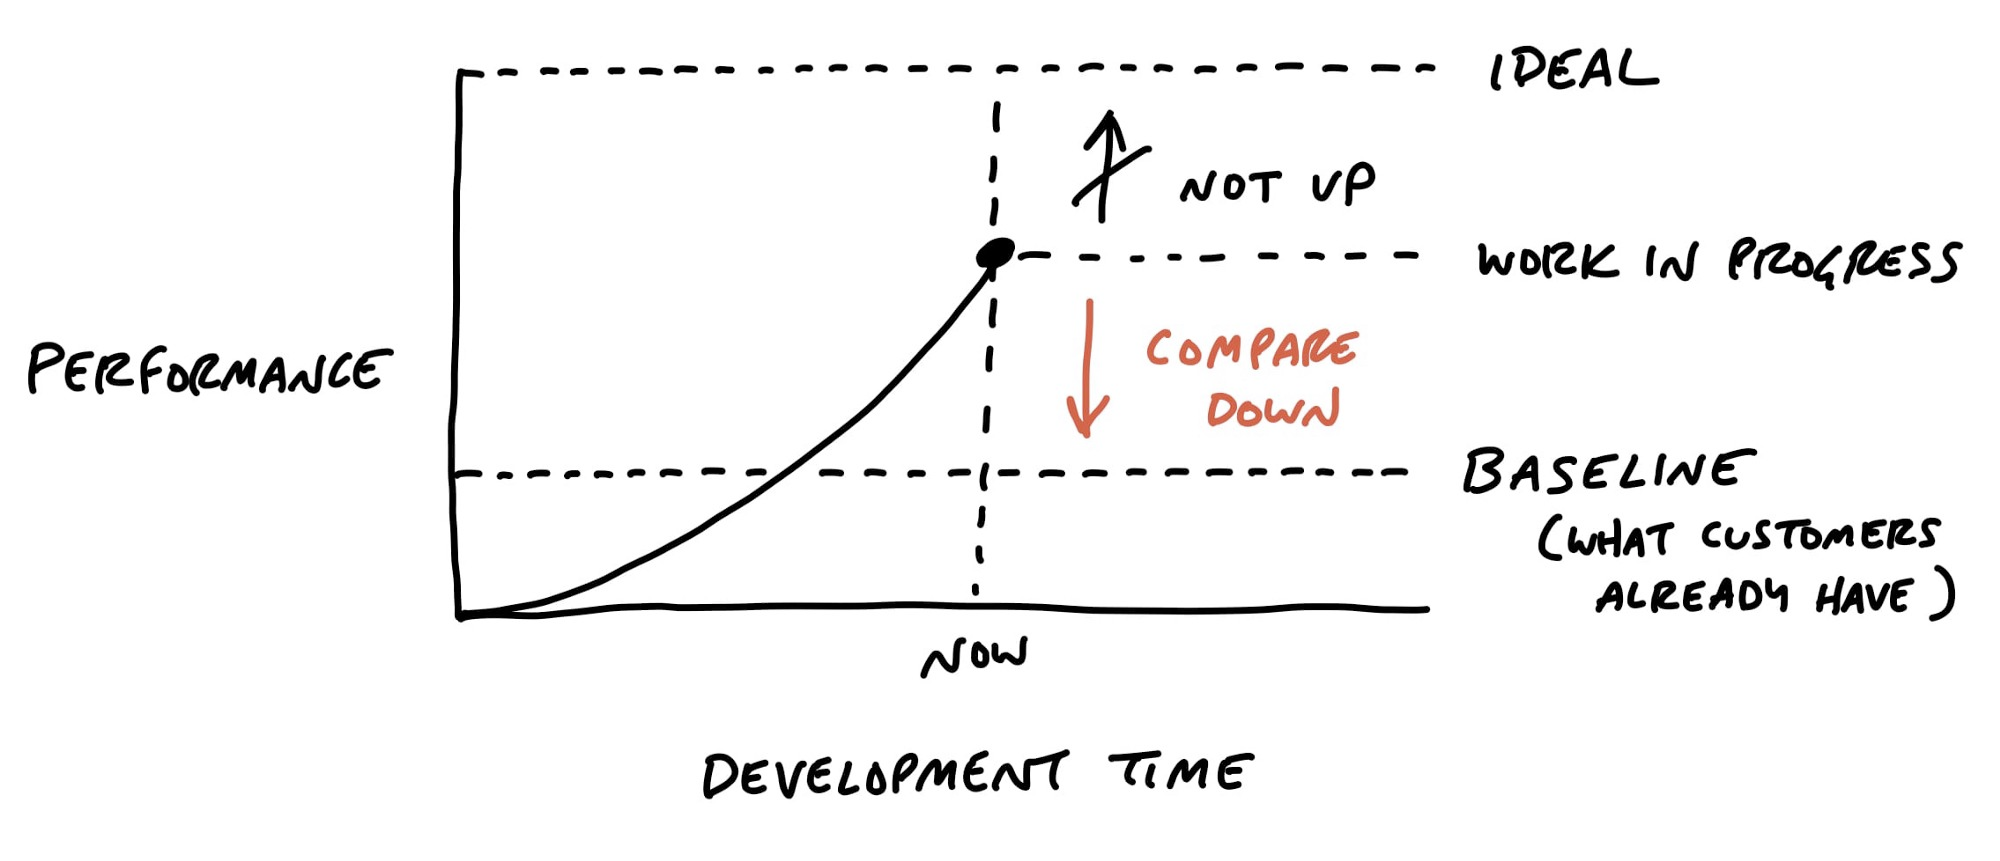 IDEAL
NOT UP
WORK IN PROGRESS
PERFORMANCE
COMPARE
DOWN
BASELINE
(WHAT CUSTOMERS
ALREADY HAVE)
NOW
DEVELOPMENT TIME